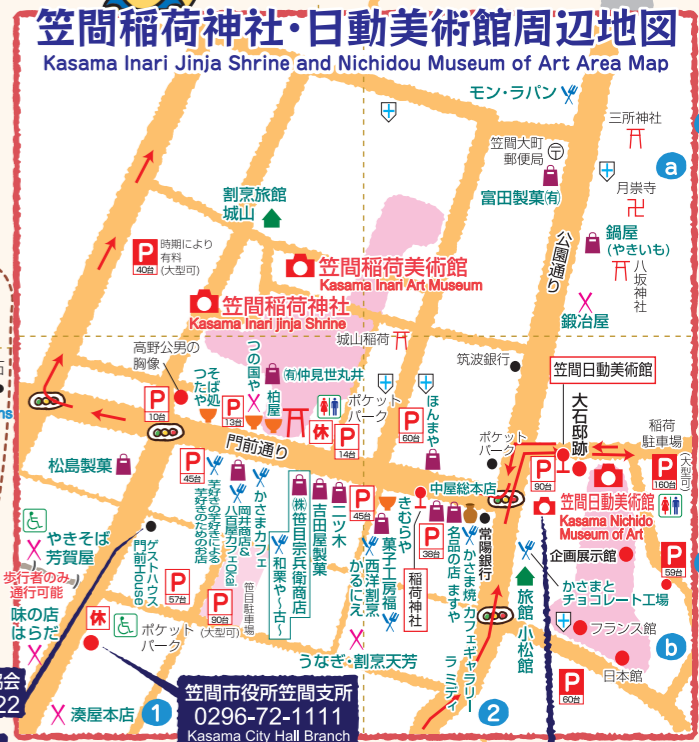 笠間稲荷神社・日動美術館周辺地図
Kasama Inari Jinja Shrine and Nichidou Museum of Art Area Map
モン・ラパン
三所神社
笠間大町
郵便局
a
月崇寺
富田製菓㈲
割烹旅館
城山
公園通り
鍋屋
(やきいも)
八坂神社
P
40台
時期により
有料
(大型可)
笠間稲荷美術館
Kasama Inari Art Museum
笠間稲荷神社
Kasama Inari jinja Shrine
鍛冶屋
城山稲荷
高野公男の
胸像
つの国や
㈲仲見世丸井
筑波銀行
笠間日動美術館
そば処
つたや
柏屋
ポケット
パーク
ほんまや
大石邸跡
稲荷
駐車場
P
10台
P
13台
休
P
14台
P
60台
門前通り
ポケット
パーク
P
90台
P
160台
(大型可)
松島製菓
P
45台
芋好きの芋好きによる
芋好きのためのお店
岡井商店&
八百屋カフェOkai
かさまカフェ
和栗や〜古〜
㈱笹目宗兵衛商店
吉田屋製菓
二ツ木
P
45台
きむらや
中屋総本店
笠間日動美術館
Kasama Nichido
Museum of Art
やきそば
芳賀屋
ゲストハウス
門前House
菓子工房福
西洋割烹
かるにえ
稲荷神社
P
38台
名品の店 ますや
かさま焼 カフェギャラリー
ラ ミディ
常陽銀行
企画展示館
かさまと
チョコレート工場
P
59台
歩行者のみ
通行可能
P
57台
P
90台
(大型可)
笹目駐車場
旅館 小松館
フランス館
味の店
はらだ
休
ポケット
パーク
うなぎ・割烹天芳
b
日本館
P
60台
22
笠間市役所笠間支所
0296-72-1111
Kasama City Hall Branch
湊屋本店
1
2